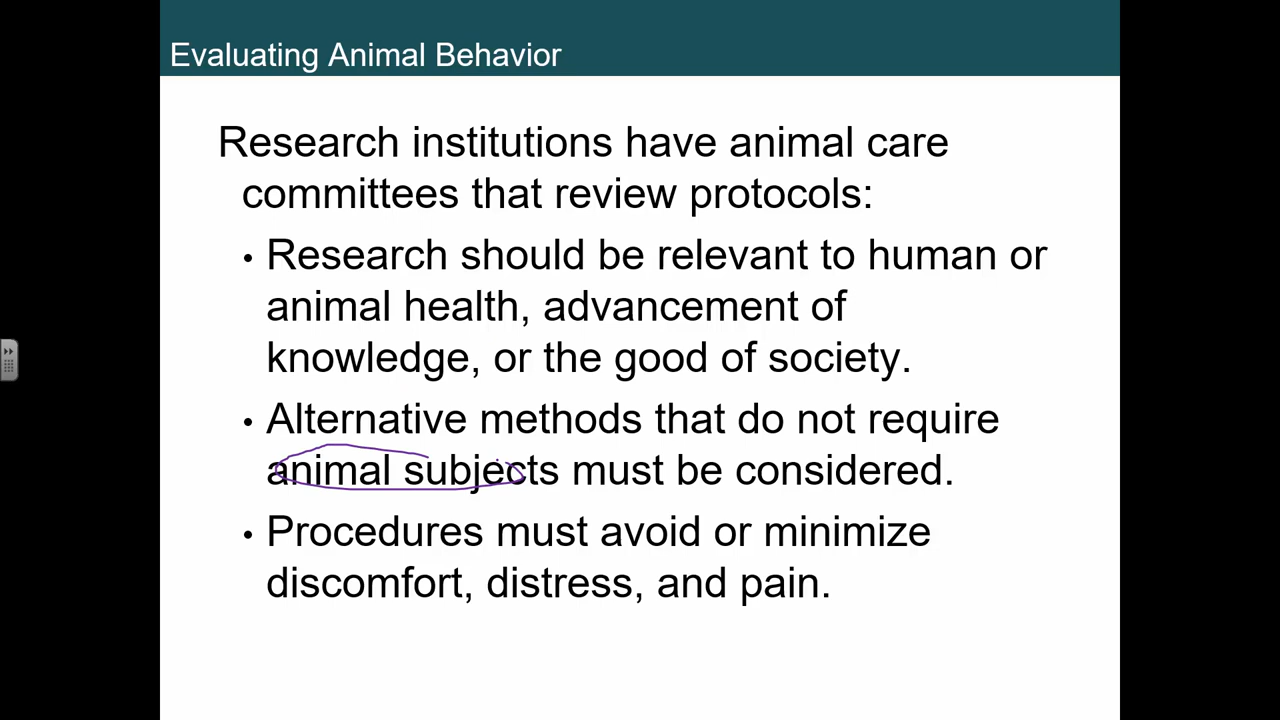 Evaluating Animal Behavior
Research institutions have animal care
committees that review protocols:
• Research should be relevant to human or
animal health, advancement of
knowledge, or the good of society.
• Alternative methods that do not require
animal subjects must be considered.
• Procedures must avoid or minimize
discomfort, distress, and pain.